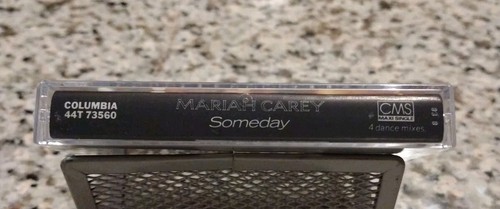 COLUMBIA
44T 73560
MARIAH CAREY
Someday
CMS
MAXI SINGLE
4 dance mixes